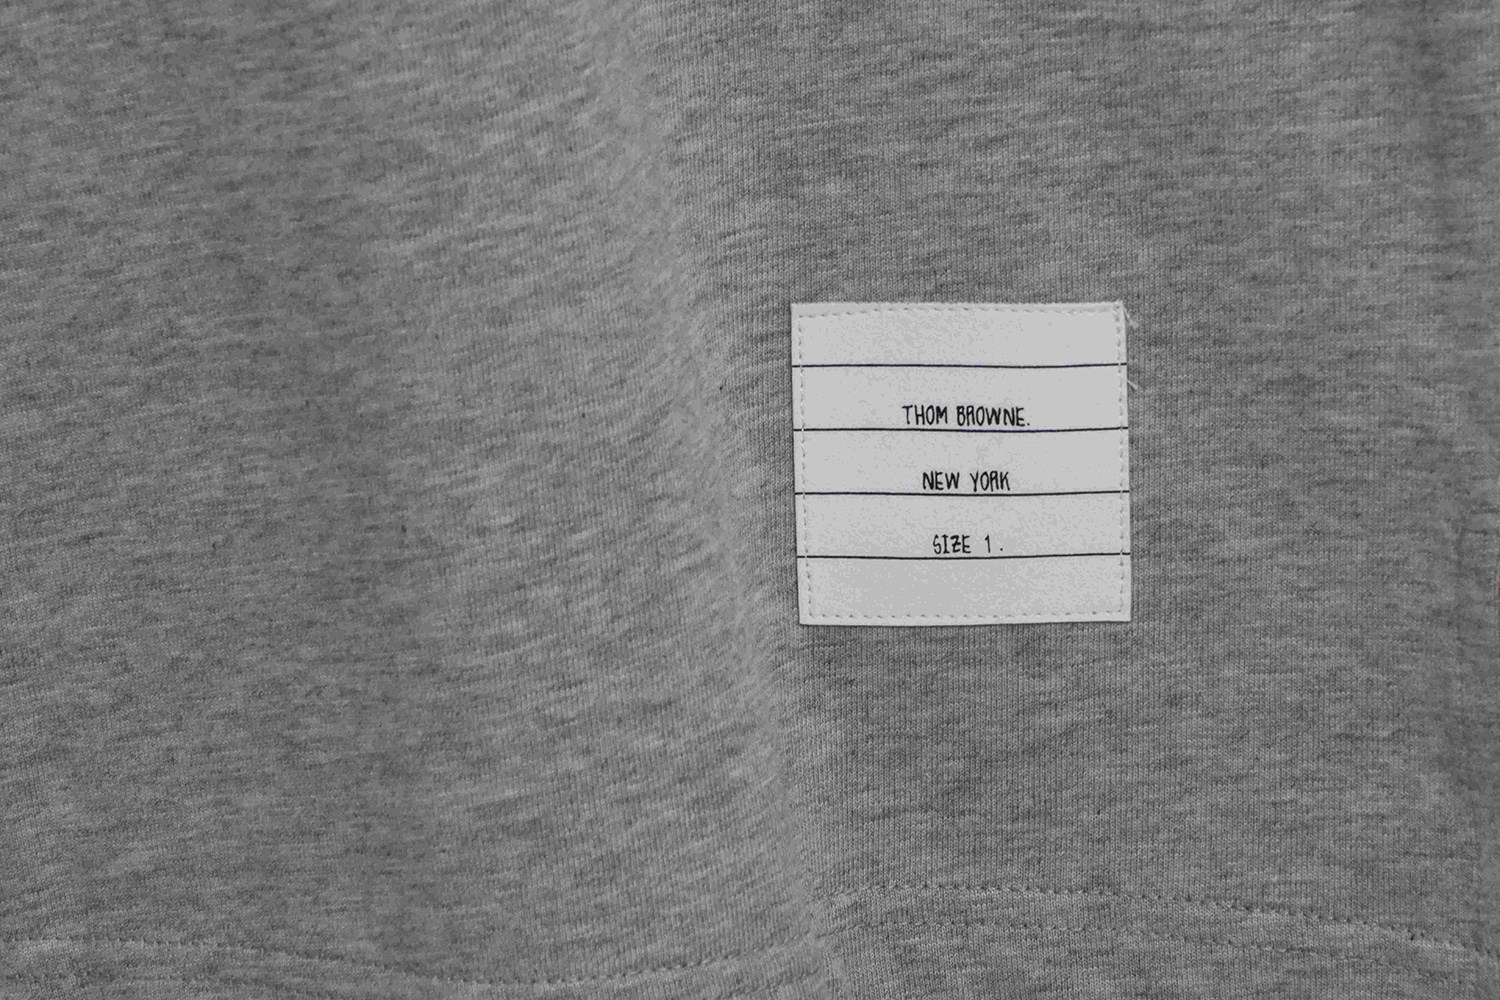 THOM BROWNE.
NEW YORK
SIZE 1.